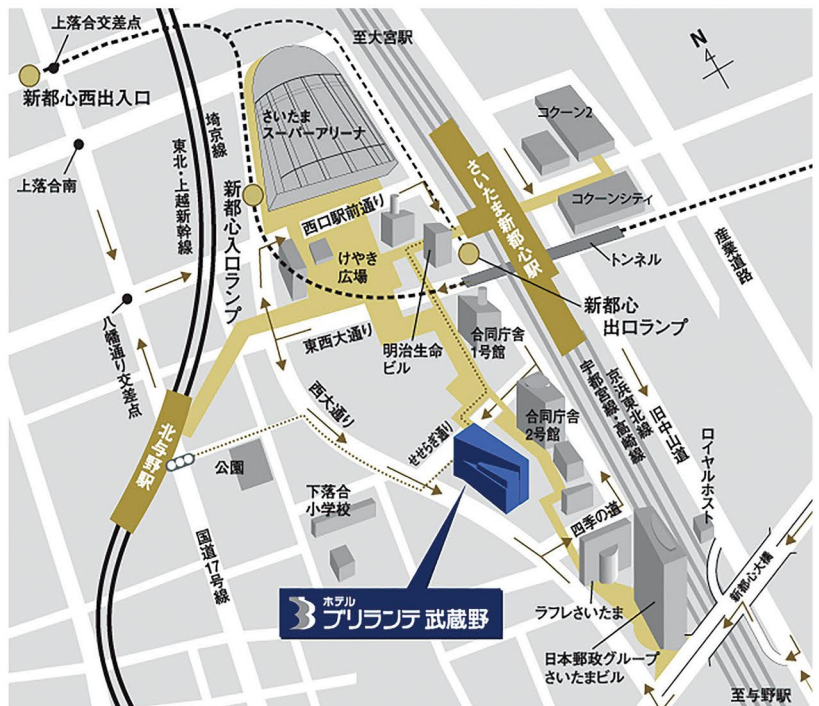 上落合交差点
新都心西出入口
上落合南
埼京線
東北・上越新幹線
新都心入口ランプ
さいたま
スーパーアリーナ
至大宮駅
N
4
コクーン2
コクーンシティ
さいたま新都心駅
西口駅前通り
けやき
広場
トンネル
産業道路
新都心
出口ランプ
八幡通り交差点
東西大通り
明治生命
ビル
合同庁舎
1号館
京浜東北線
宇都宮線・高崎線
旧中山道
西大通り
せせらぎ通り
合同庁舎
2号館
北与野駅
公園
下落合
小学校
国道17号線
四季の道
ロイヤルホスト
新都心大橋
ホテル
ブリランテ 武蔵野
ラフレさいたま
日本郵政グループ
さいたまビル
至与野駅